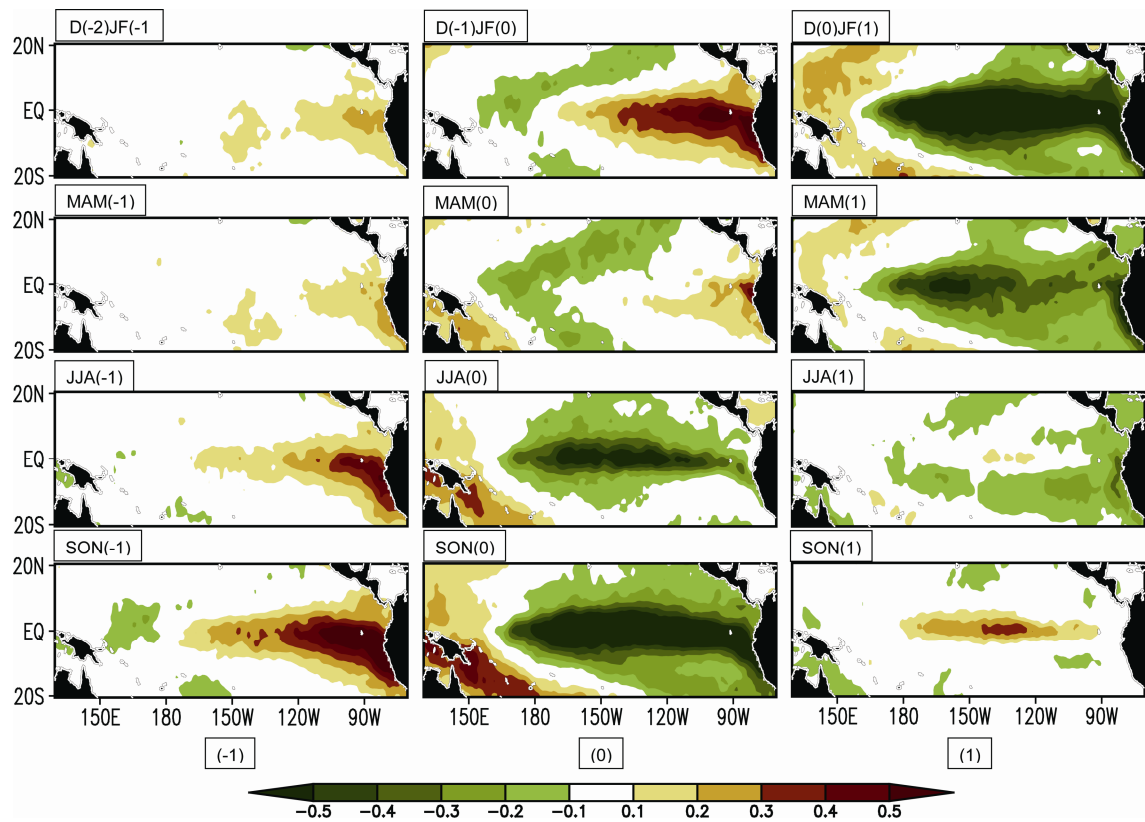 D(-2)JF(-1
D(-1)JF(0)
D(0)JF(1)
20N
EQ
20S
MAM(-1)
MAM(0)
MAM(1)
20N
EQ
20S
JJA(-1)
JJA(0)
JJA(1)
20N
EQ
20S
SON(-1)
SON(0)
SON(1)
20N
EQ
20S
150E 180 150W 120W 90W
150E 180 150W 120W 90W
150E 180 150W 120W 90W
(-1)
(0)
(1)
-0.5 -0.4 -0.3 -0.2 -0.1 0.1 0.2 0.3 0.4 0.5